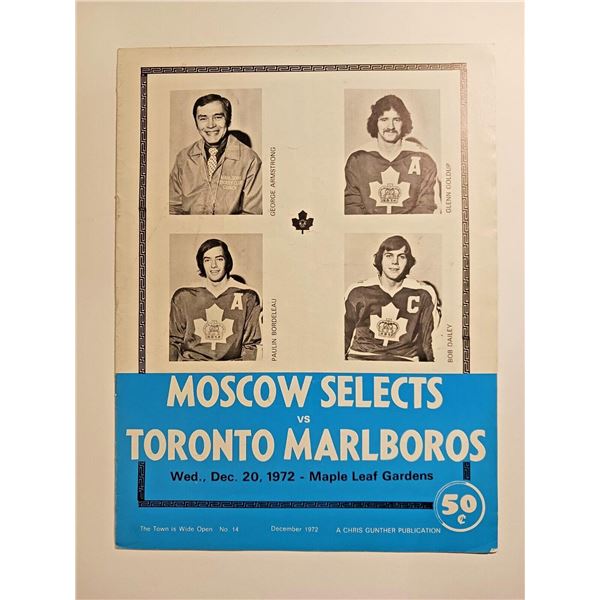 GEORGE ARMSTRONG
GLENN GOLDUP
A
PAULIN BORDELEAU
A
BOB DAILEY
C
MOSCOW SELECTS
vs
TORONTO MARLBOROS
Wed., Dec. 20, 1972 - Maple Leaf Gardens
50
¢
The Town is Wide Open No. 14 December 1972 A CHRIS GUNTHER PUBLICATION